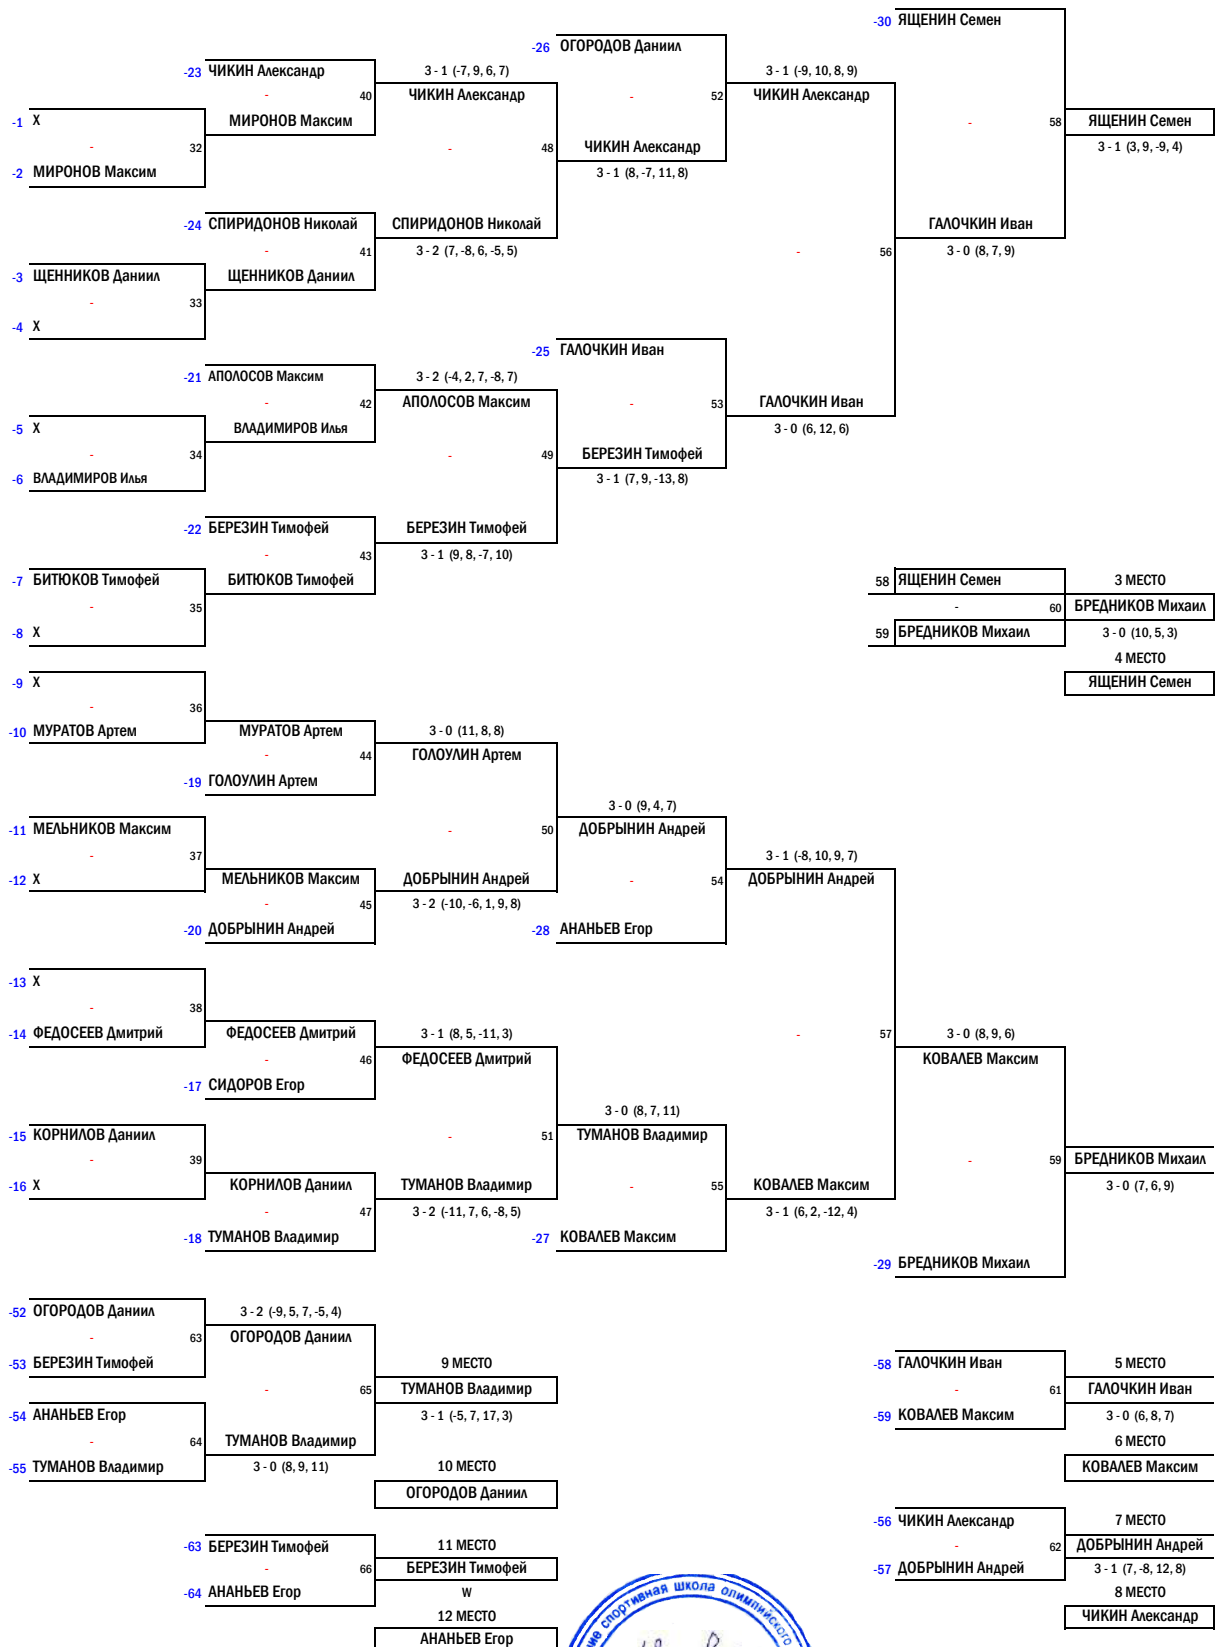 -30 ЯЩЕНИН Семен
-26 ОГОРОДОВ Даниил
-23 ЧИКИН Александр 3 - 1 (-7, 9, 6, 7) 3 - 1 (-9, 10, 8, 9)
- 40 ЧИКИН Александр - 52 ЧИКИН Александр
-1 X МИРОНОВ Максим - 58 ЯЩЕНИН Семен
- 32 - 48 ЧИКИН Александр 3 - 1 (3, 9, -9, 4)
-2 МИРОНОВ Максим 3 - 1 (8, -7, 11, 8)
-24 СПИРИДОНОВ Николай СПИРИДОНОВ Николай ГАЛОЧКИН Иван
- 41 3 - 2 (7, -8, 6, -5, 5) - 56 3 - 0 (8, 7, 9)
-3 ЩЕННИКОВ Даниил ЩЕННИКОВ Даниил
- 33
-4 X
-25 ГАЛОЧКИН Иван
-21 АПОЛОСОВ Максим 3 - 2 (-4, 2, 7, -8, 7)
- 42 АПОЛОСОВ Максим - 53 ГАЛОЧКИН Иван
-5 X ВЛАДИМИРОВ Илья 3 - 0 (6, 12, 6)
- 34 - 49 БЕРЕЗИН Тимофей
-6 ВЛАДИМИРОВ Илья 3 - 1 (7, 9, -13, 8)
-22 БЕРЕЗИН Тимофей БЕРЕЗИН Тимофей
- 43 3 - 1 (9, 8, -7, 10)
-7 БИТЮКОВ Тимофей БИТЮКОВ Тимофей 58 ЯЩЕНИН Семен 3 МЕСТО
- 35 - 60 БРЕДНИКОВ Михаил
-8 X 59 БРЕДНИКОВ Михаил 3 - 0 (10, 5, 3)
4 МЕСТО
-9 X ЯЩЕНИН Семен
- 36
-10 МУРАТОВ Артем МУРАТОВ Артем 3 - 0 (11, 8, 8)
- 44 ГОЛОУЛИН Артем
-19 ГОЛОУЛИН Артем
3 - 0 (9, 4, 7)
-11 МЕЛЬНИКОВ Максим - 50 ДОБРЫНИН Андрей
- 37 3 - 1 (-8, 10, 9, 7)
-12 X МЕЛЬНИКОВ Максим ДОБРЫНИН Андрей - 54 ДОБРЫНИН Андрей
- 45 3 - 2 (-10, -6, 1, 9, 8)
-20 ДОБРЫНИН Андрей -28 АНАНЬЕВ Егор
-13 X
- 38
-14 ФЕДОСЕЕВ Дмитрий ФЕДОСЕЕВ Дмитрий 3 - 1 (8, 5, -11, 3) - 57 3 - 0 (8, 9, 6)
- 46 ФЕДОСЕЕВ Дмитрий КОВАЛЕВ Максим
-17 СИДОРОВ Егор
3 - 0 (8, 7, 11)
-15 КОРНИЛОВ Даниил - 51 ТУМАНОВ Владимир
- 39 - 59 БРЕДНИКОВ Михаил
-16 X КОРНИЛОВ Даниил ТУМАНОВ Владимир - 55 КОВАЛЕВ Максим 3 - 0 (7, 6, 9)
- 47 3 - 2 (-11, 7, 6, -8, 5) 3 - 1 (6, 2, -12, 4)
-18 ТУМАНОВ Владимир -27 КОВАЛЕВ Максим
-29 БРЕДНИКОВ Михаил
-52 ОГОРОДОВ Даниил 3 - 2 (-9, 5, 7, -5, 4)
- 63 ОГОРОДОВ Даниил
-53 БЕРЕЗИН Тимофей 9 МЕСТО -58 ГАЛОЧКИН Иван 5 МЕСТО
- 65 ТУМАНОВ Владимир - 61 ГАЛОЧКИН Иван
-54 АНАНЬЕВ Егор 3 - 1 (-5, 7, 17, 3) -59 КОВАЛЕВ Максим 3 - 0 (6, 8, 7)
- 64 ТУМАНОВ Владимир 6 МЕСТО
-55 ТУМАНОВ Владимир 3 - 0 (8, 9, 11) 10 МЕСТО КОВАЛЕВ Максим
ОГОРОДОВ Даниил
-56 ЧИКИН Александр 7 МЕСТО
-63 БЕРЕЗИН Тимофей 11 МЕСТО - 62 ДОБРЫНИН Андрей
- 66 БЕРЕЗИН Тимофей -57 ДОБРЫНИН Андрей 3 - 1 (7, -8, 12, 8)
-64 АНАНЬЕВ Егор W 8 МЕСТО
12 МЕСТО ЧИКИН Александр
АНАНЬЕВ Егор
спортивная школа олимпийского